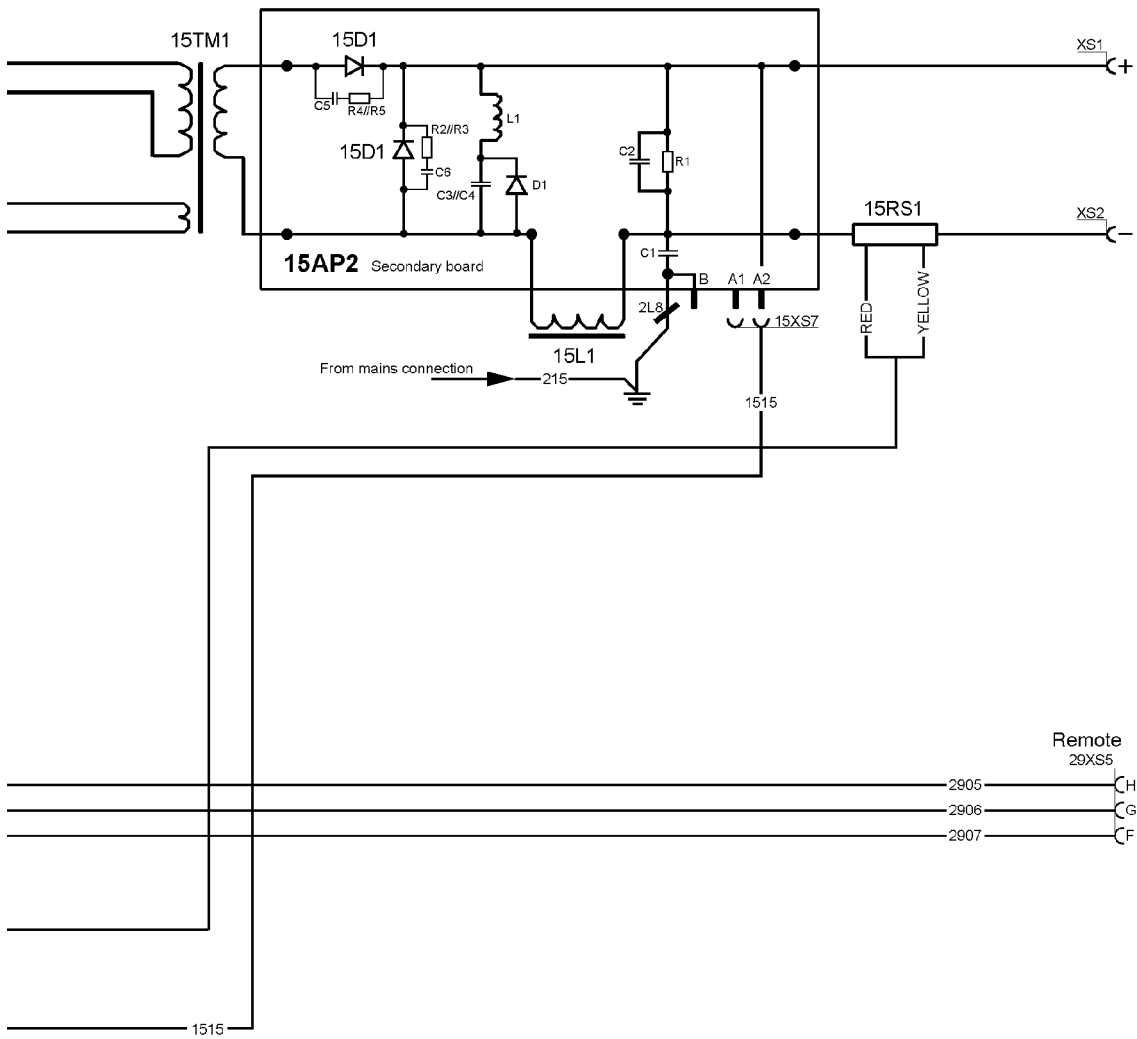 15TM1
15D1
XS1
+
C5
R4//R5
L1
R2//R3
15D1
C6
C3//C4
D1
C2
R1
15RS1
XS2
−
15AP2 Secondary board
C1
B
A1 A2
2L8
15XS7
RED
YELLOW
15L1
From mains connection
215
1515
Remote
29XS5
2905
H
2906
G
2907
F
1515